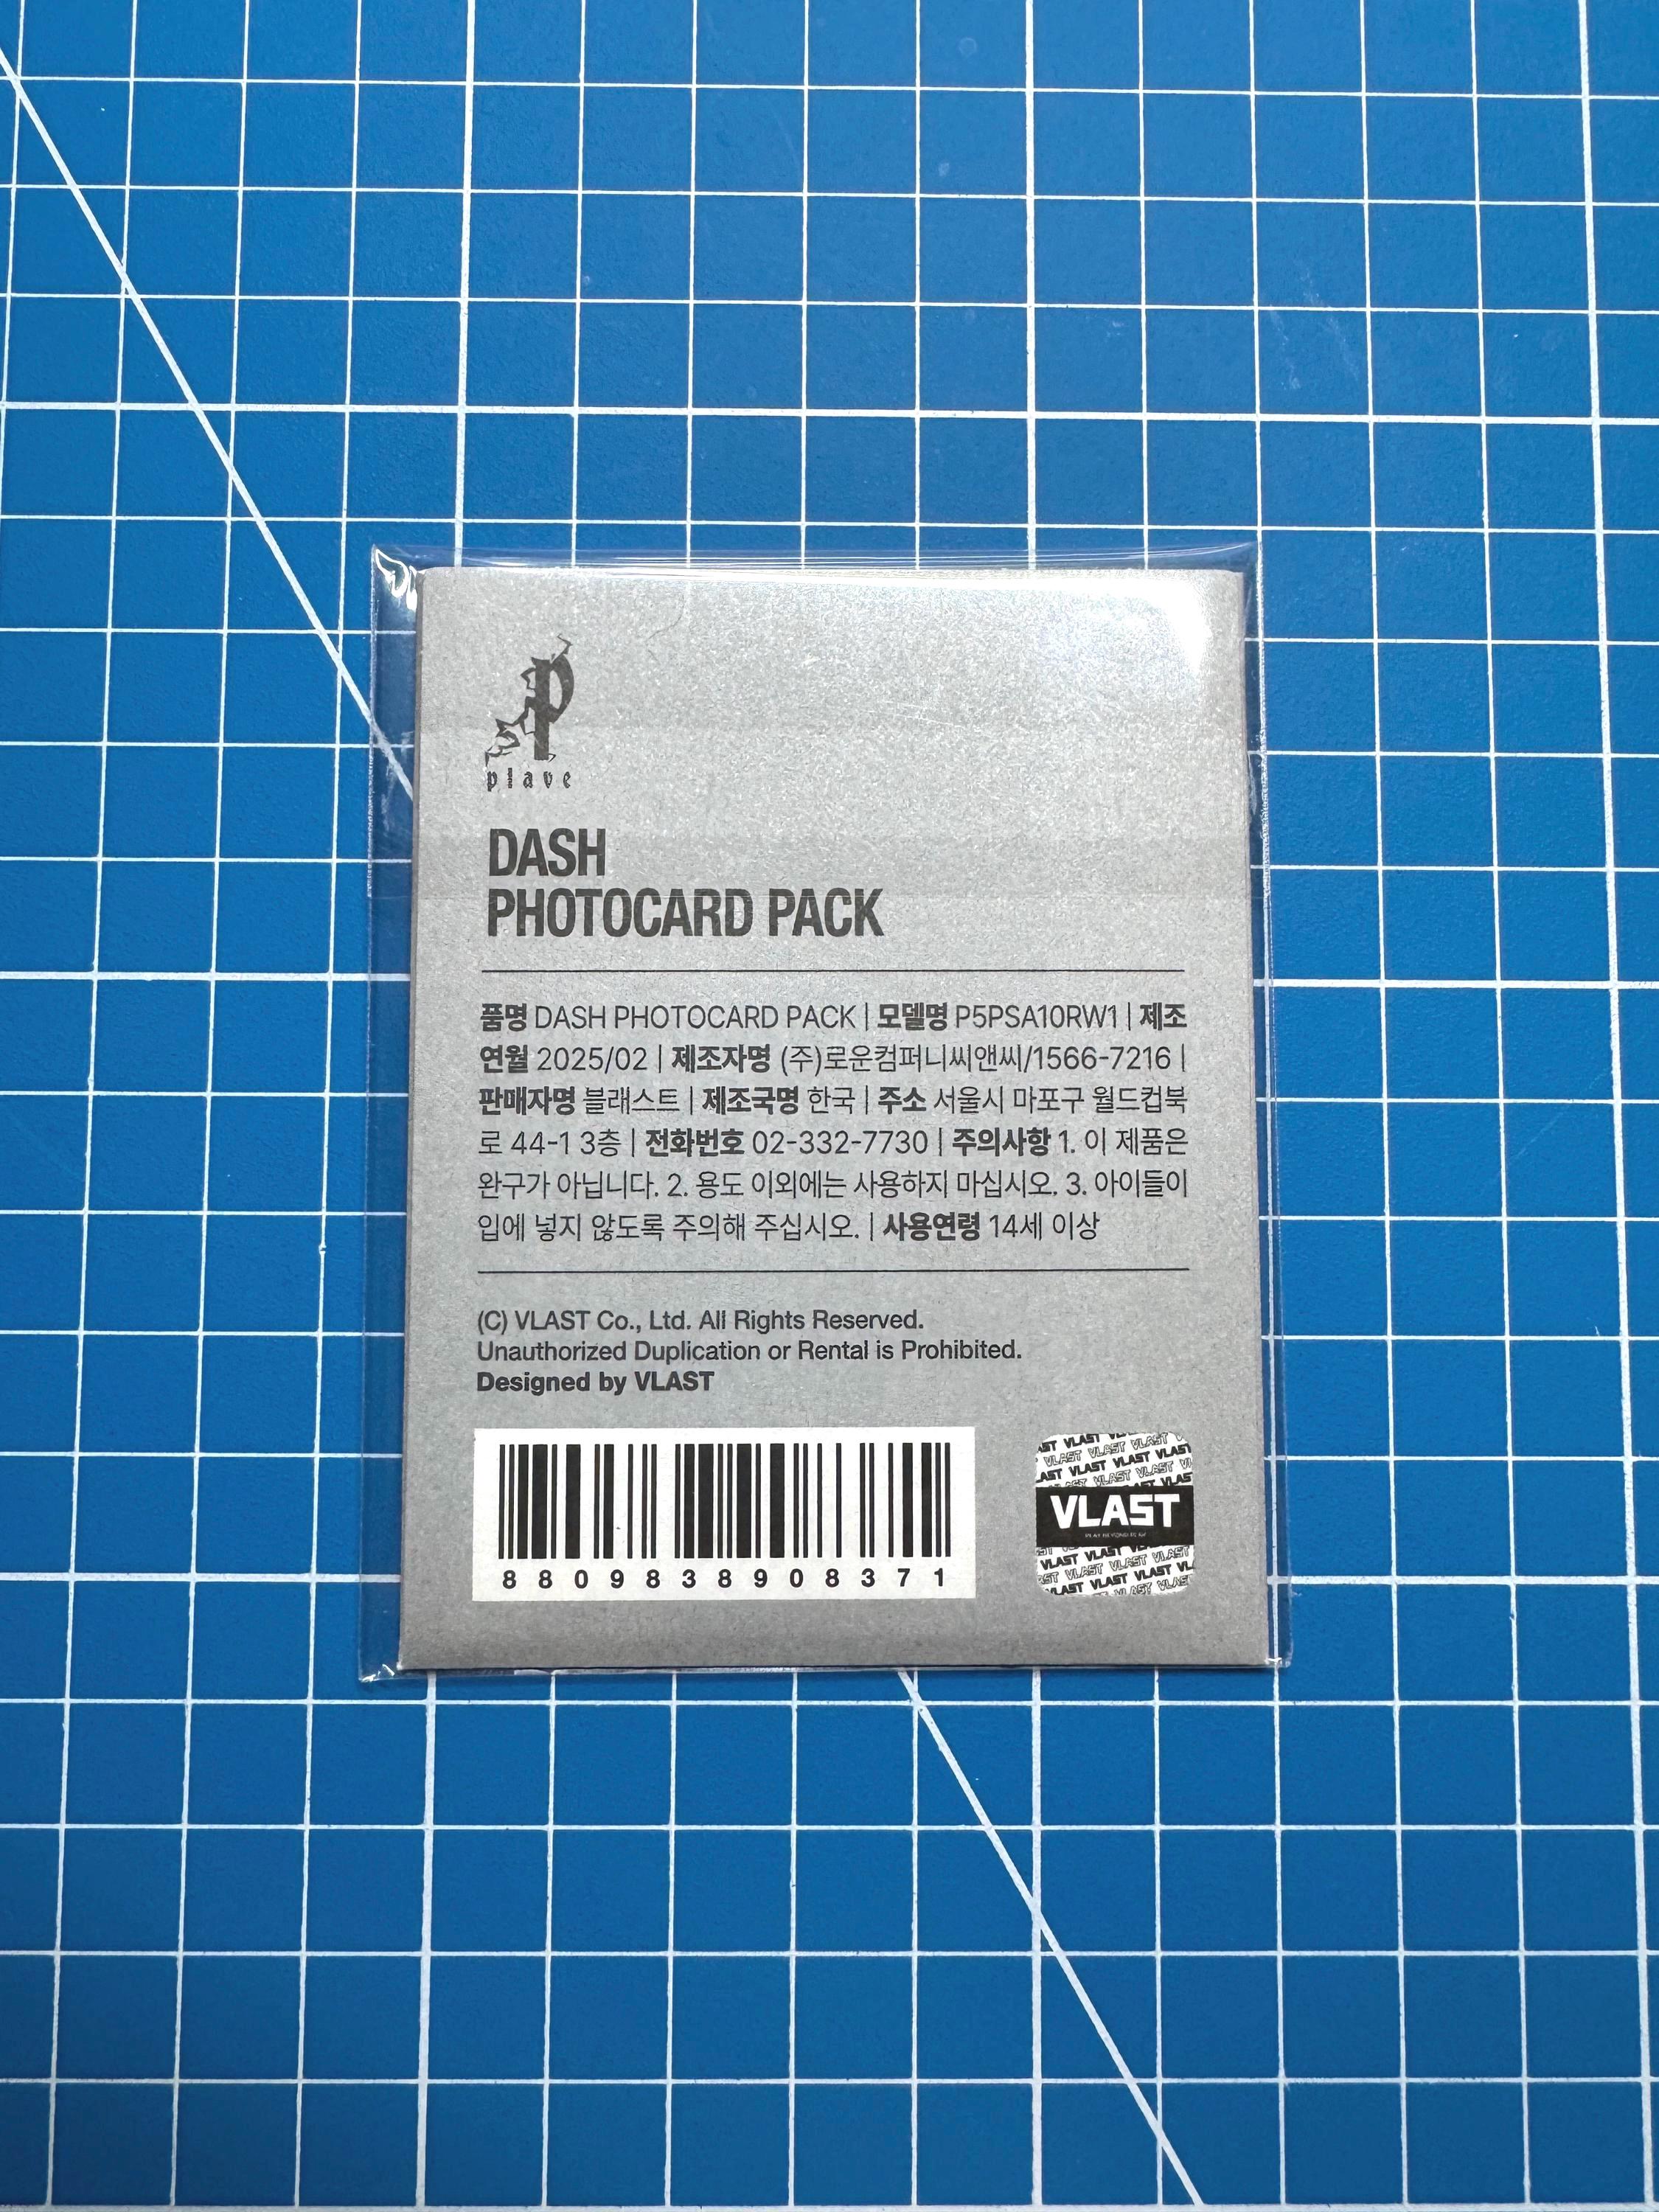 plave
DASH
PHOTOCARD PACK
품명 DASH PHOTOCARD PACK | 모델명 P5PSA10RW1 | 제조
연월 2025/02 | 제조자명 (주)로운컴퍼니씨앤씨/1566-7216 |
판매자명 블래스트 | 제조국명 한국 | 주소 서울시 마포구 월드컵북
로 44-1 3층 | 전화번호 02-332-7730 | 주의사항 1. 이 제품은
완구가 아닙니다. 2. 용도 이외에는 사용하지 마십시오. 3. 아이들이
입에 넣지 않도록 주의해 주십시오. | 사용연령 14세 이상
(C) VLAST Co., Ltd. All Rights Reserved.
Unauthorized Duplication or Rental is Prohibited.
Designed by VLAST
8809838908371
VLAST